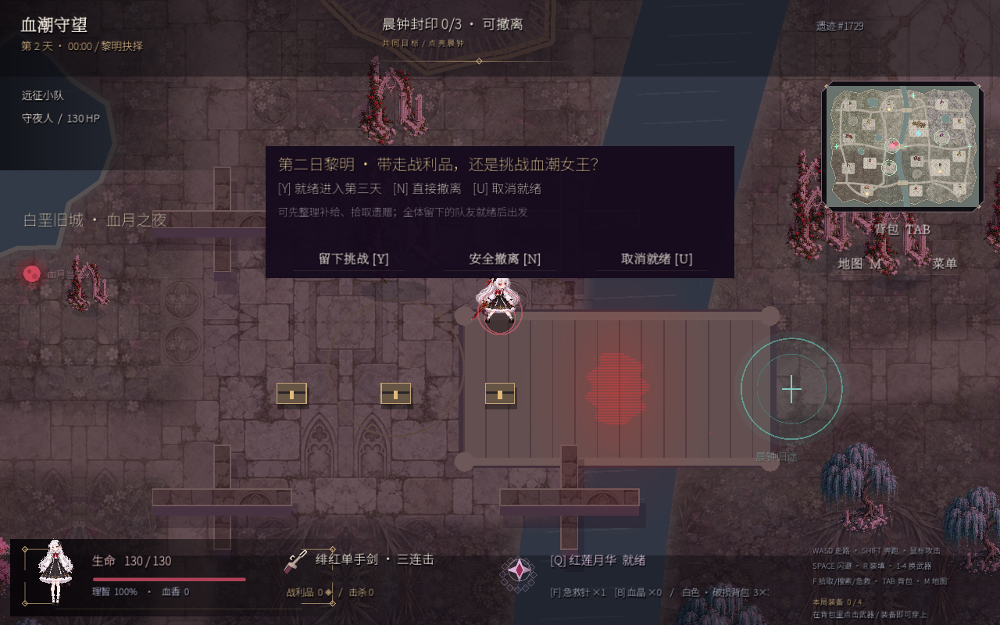 血潮守望
第 2 天 · 00:00 / 黎明抉择
晨钟封印 0/3 · 可撤离
共同目标 / 点亮晨钟
遗迹 #1729
远征小队
守夜人 / 130 HP
第二日黎明 · 带走战利品，还是挑战血潮女王？
[Y] 就绪进入第三天 [N] 直接撤离 [U] 取消就绪
可先整理补给、拾取遗赠；全体留下的队友就绪后出发
留下挑战 [Y] 安全撤离 [N] 取消就绪 [U]
白垩旧城 · 血月之夜
背包 TAB
地图 M 菜单
血月当
晨钟归途
生命 130 / 130
理智 100% · 血香 0
绯红单手剑 · 三连击
战利品 0◆ / 击杀 0
[Q] 红莲月华 就绪
[F] 急救针 ×1 [B] 血晶 ×0 / 白色 · 破损背包 3×
WASD 走路 · SHIFT 奔跑 · 鼠标攻击
SPACE 闪避 · R 装填 · 1-4 换武器
F 拾取/搜索/急救 · TAB 背包 · M 地图
本局装备 0 / 4
在背包里点击武器 / 装备即可穿上